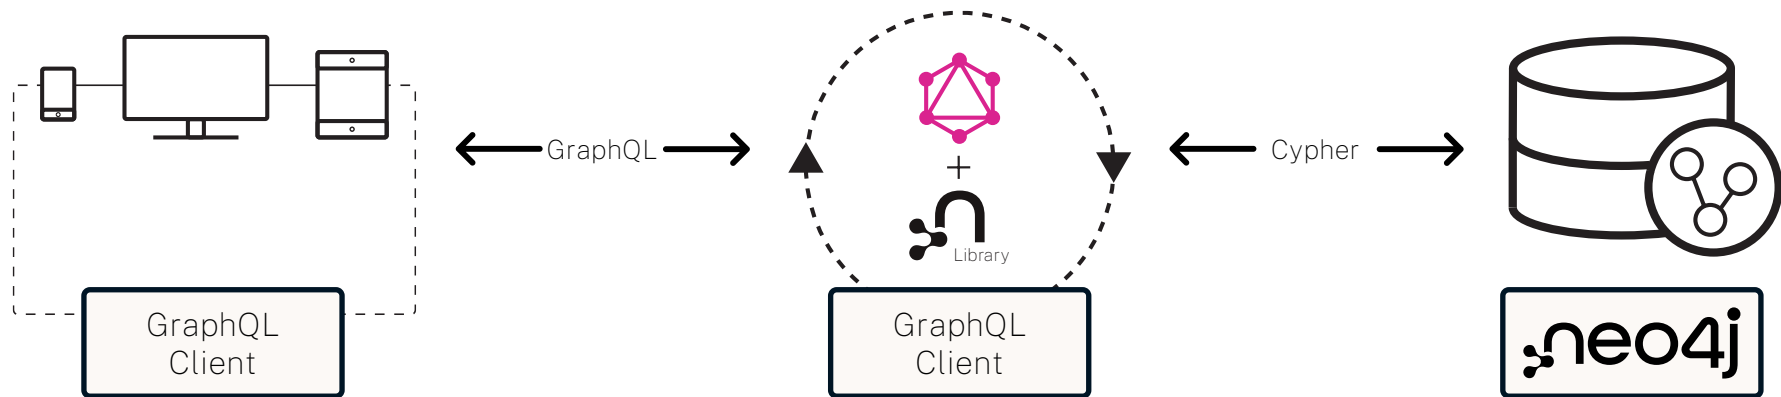 GraphQL
Cypher
+
n
Library
GraphQL
Client
GraphQL
Client
neo4j